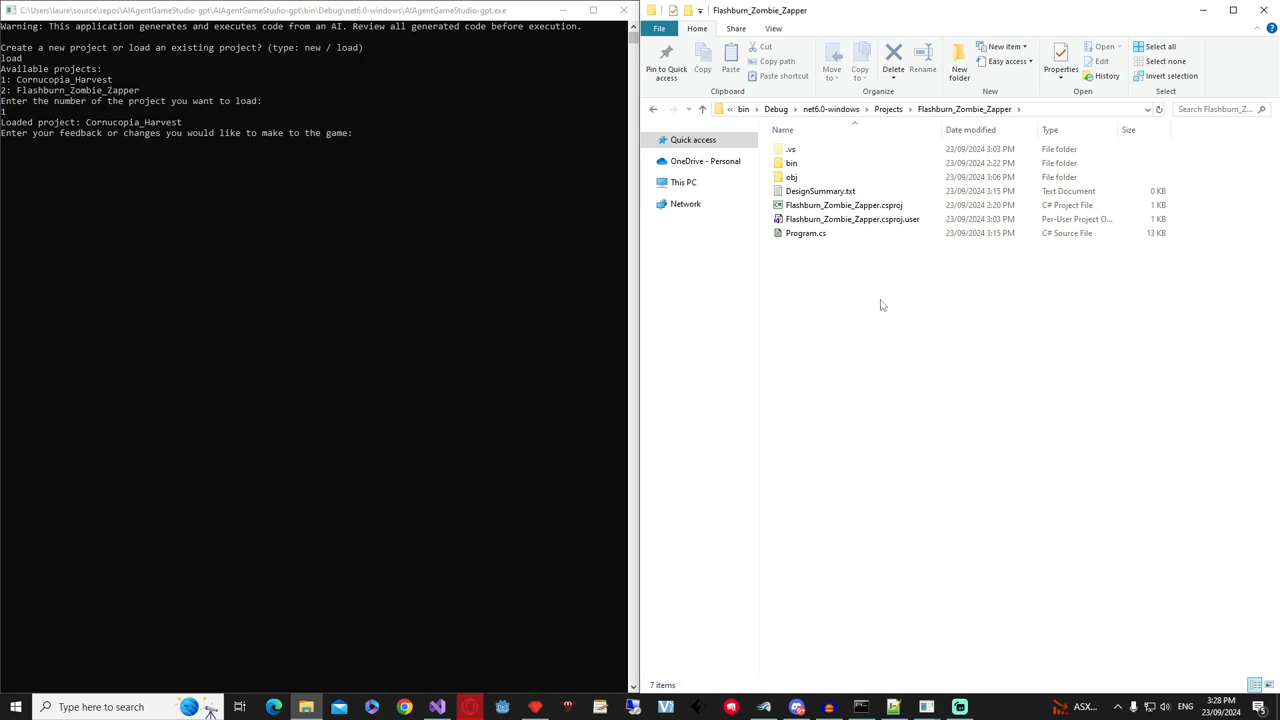 C:\Users\laure\source\repos\AIAgentGameStudio-gpt\bin\Debug\net6.0-windows\AIAgentGameStudio-gpt.exe
Warning: This application generates and executes code from an AI. Review all generated code before execution.
Create a new project or load an existing project? (type: new / load)
load
Available projects:
1: Cornucopia_Harvest
2: Flashburn_Zombie_Zapper
Enter the number of the project you want to load:
1
Loaded project: Cornucopia_Harvest
Enter your feedback or changes you would like to make to the game:
Flashburn_Zombie_Zapper
File Home Share View
Pin to Quick access
Copy
Paste
Cut
Copy path
Paste shortcut
Clipboard
Move to
Copy to
Delete
Rename
Organize
New folder
New item
Easy access
New
Properties
Open
Edit
History
Open
Select all
Select none
Invert selection
Select
« bin > Debug > net6.0-windows > Projects > Flashburn_Zombie_Zapper >
Search Flashburn_Z...
Quick access
OneDrive - Personal
This PC
Network
Name Date modified Type Size
.vs 23/09/2024 3:03 PM File folder
bin 23/09/2024 2:22 PM File folder
obj 23/09/2024 3:06 PM File folder
DesignSummary.txt 23/09/2024 3:15 PM Text Document 0 KB
Flashburn_Zombie_Zapper.csproj 23/09/2024 2:20 PM C# Project File 1 KB
Flashburn_Zombie_Zapper.csproj.user 23/09/2024 3:03 PM Per-User Project O... 1 KB
Program.cs 23/09/2024 3:15 PM C# Source File 13 KB
7 items
Type here to search
ASX...
ENG
3:28 PM
23/09/2024